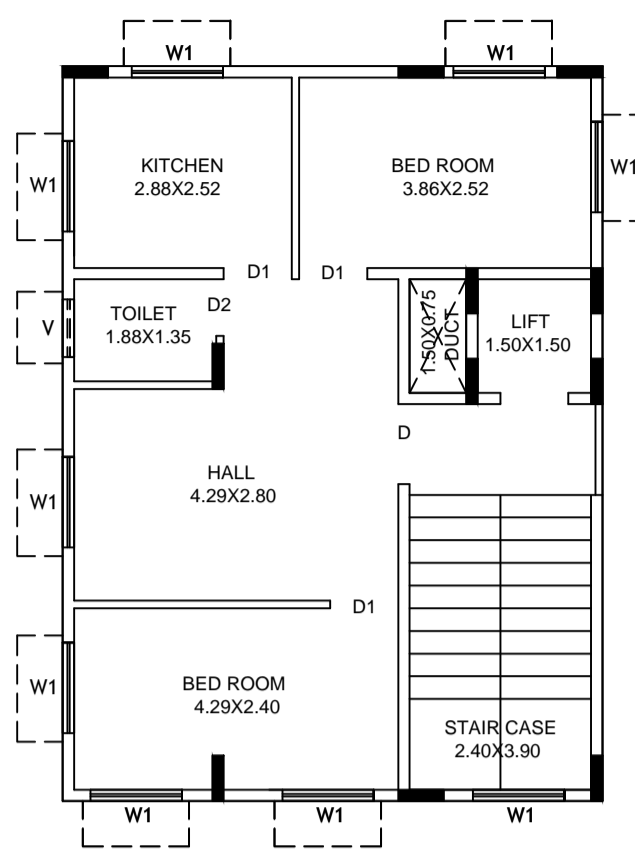 W1
W1
KITCHEN
2.88X2.52
BED ROOM
3.86X2.52
W1
W1
D1
D1
TOILET
1.88X1.35
D2
V
1.50X0.75
DUCT
LIFT
1.50X1.50
D
HALL
4.29X2.80
W1
D1
BED ROOM
4.29X2.40
W1
STAIR CASE
2.40X3.90
W1
W1
W1